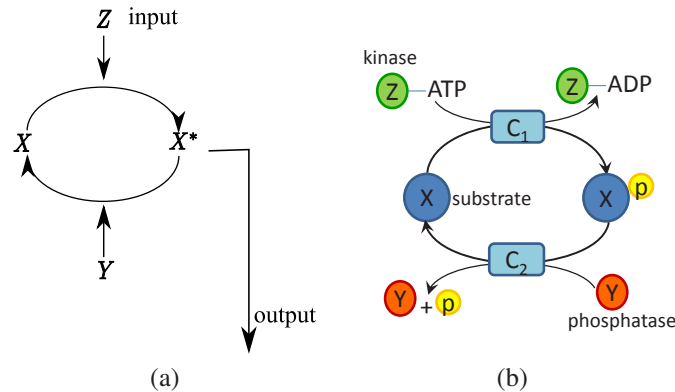 Z input
X
X*
Y
output
(a)
kinase
Z ATP
Z ADP
C1
X substrate
X p
C2
Y + p
Y
phosphatase
(b)